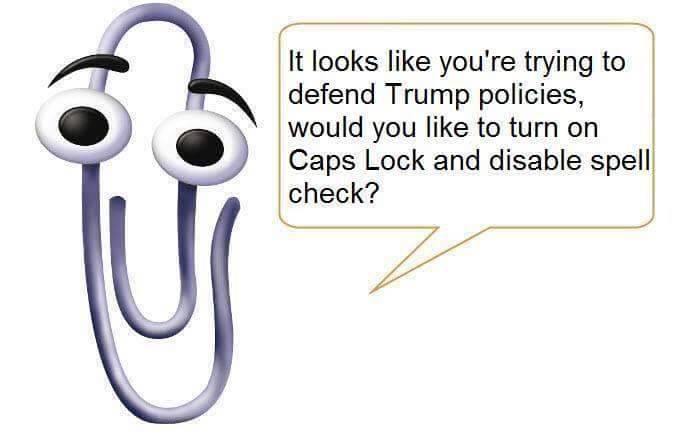 It looks like you're trying to
defend Trump policies,
would you like to turn on
Caps Lock and disable spell
check?